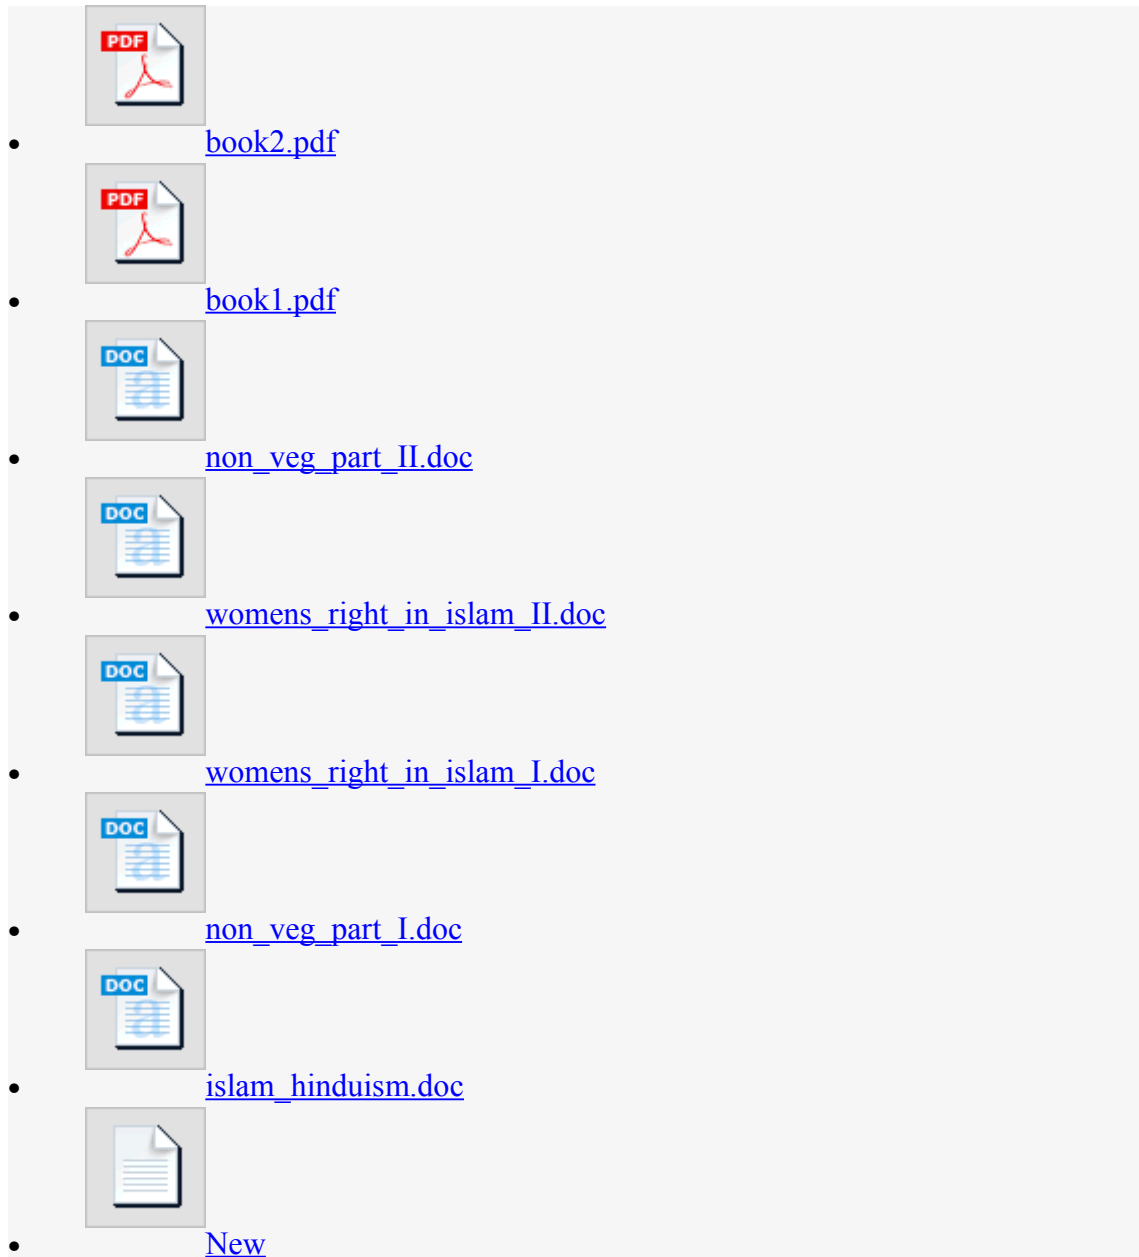 PDF
book2.pdf
PDF
book1.pdf
DOC
a
non_veg_part_II.doc
DOC
a
womens_right_in_islam_II.doc
DOC
a
womens_right_in_islam_I.doc
DOC
a
non_veg_part_I.doc
DOC
a
islam_hinduism.doc
New